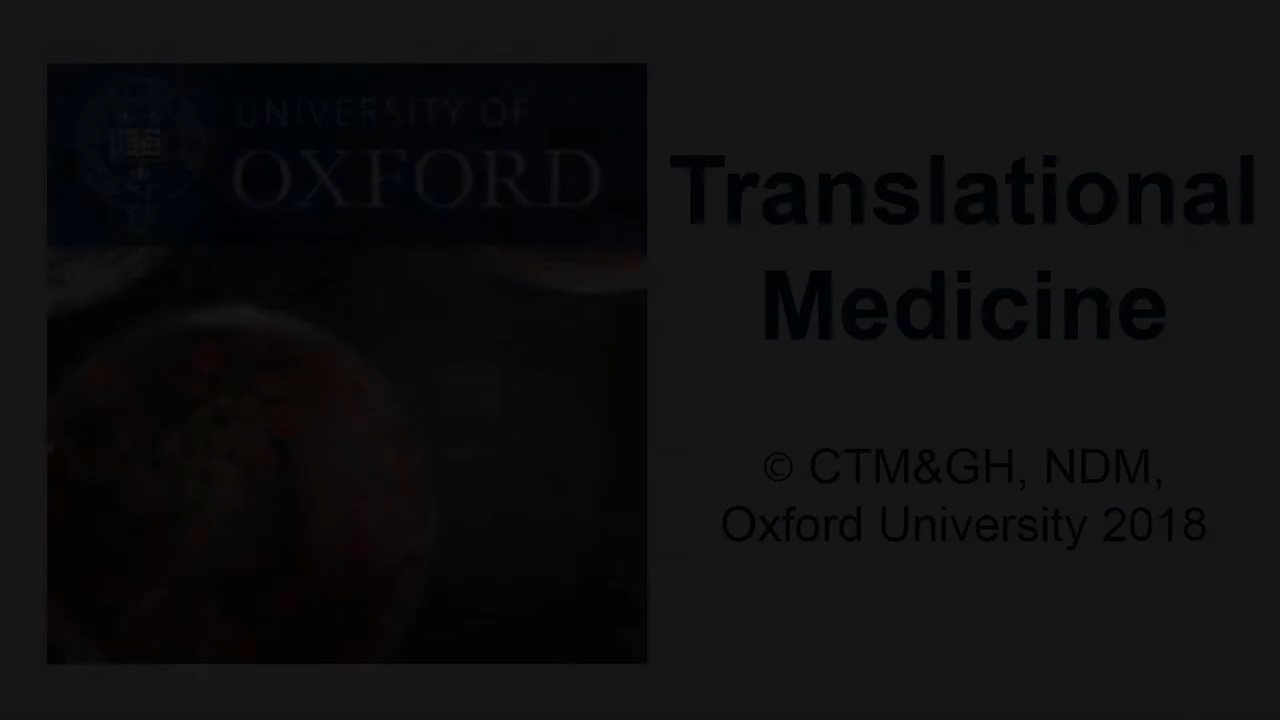 UNIVERSITY OF
OXFORD
Translational
Medicine
© CTM&GH, NDM,
Oxford University 2018